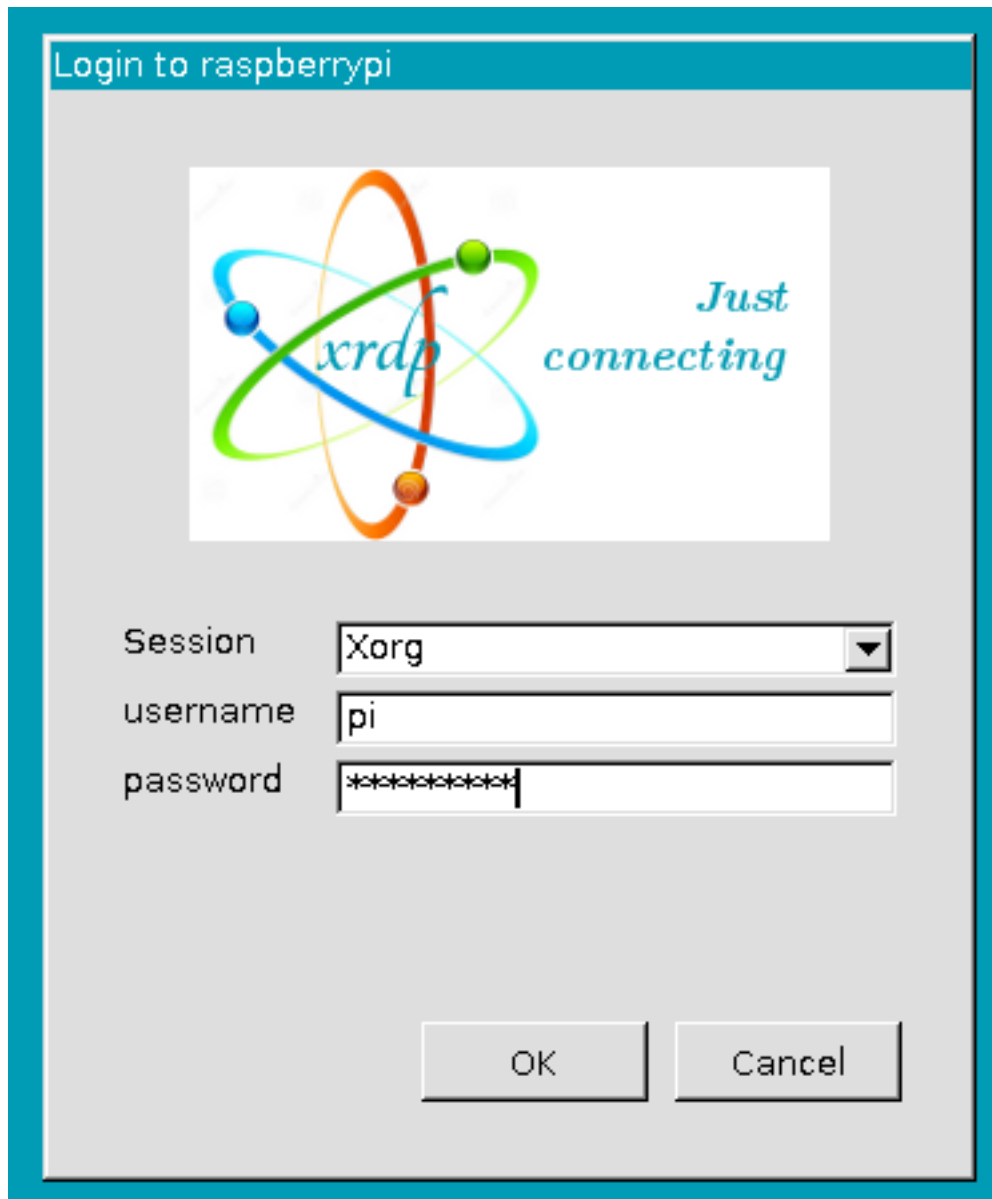 Login to raspberrypi
xrdp
Just
connecting
Session
Xorg
username
pi
password
*********
OK
Cancel